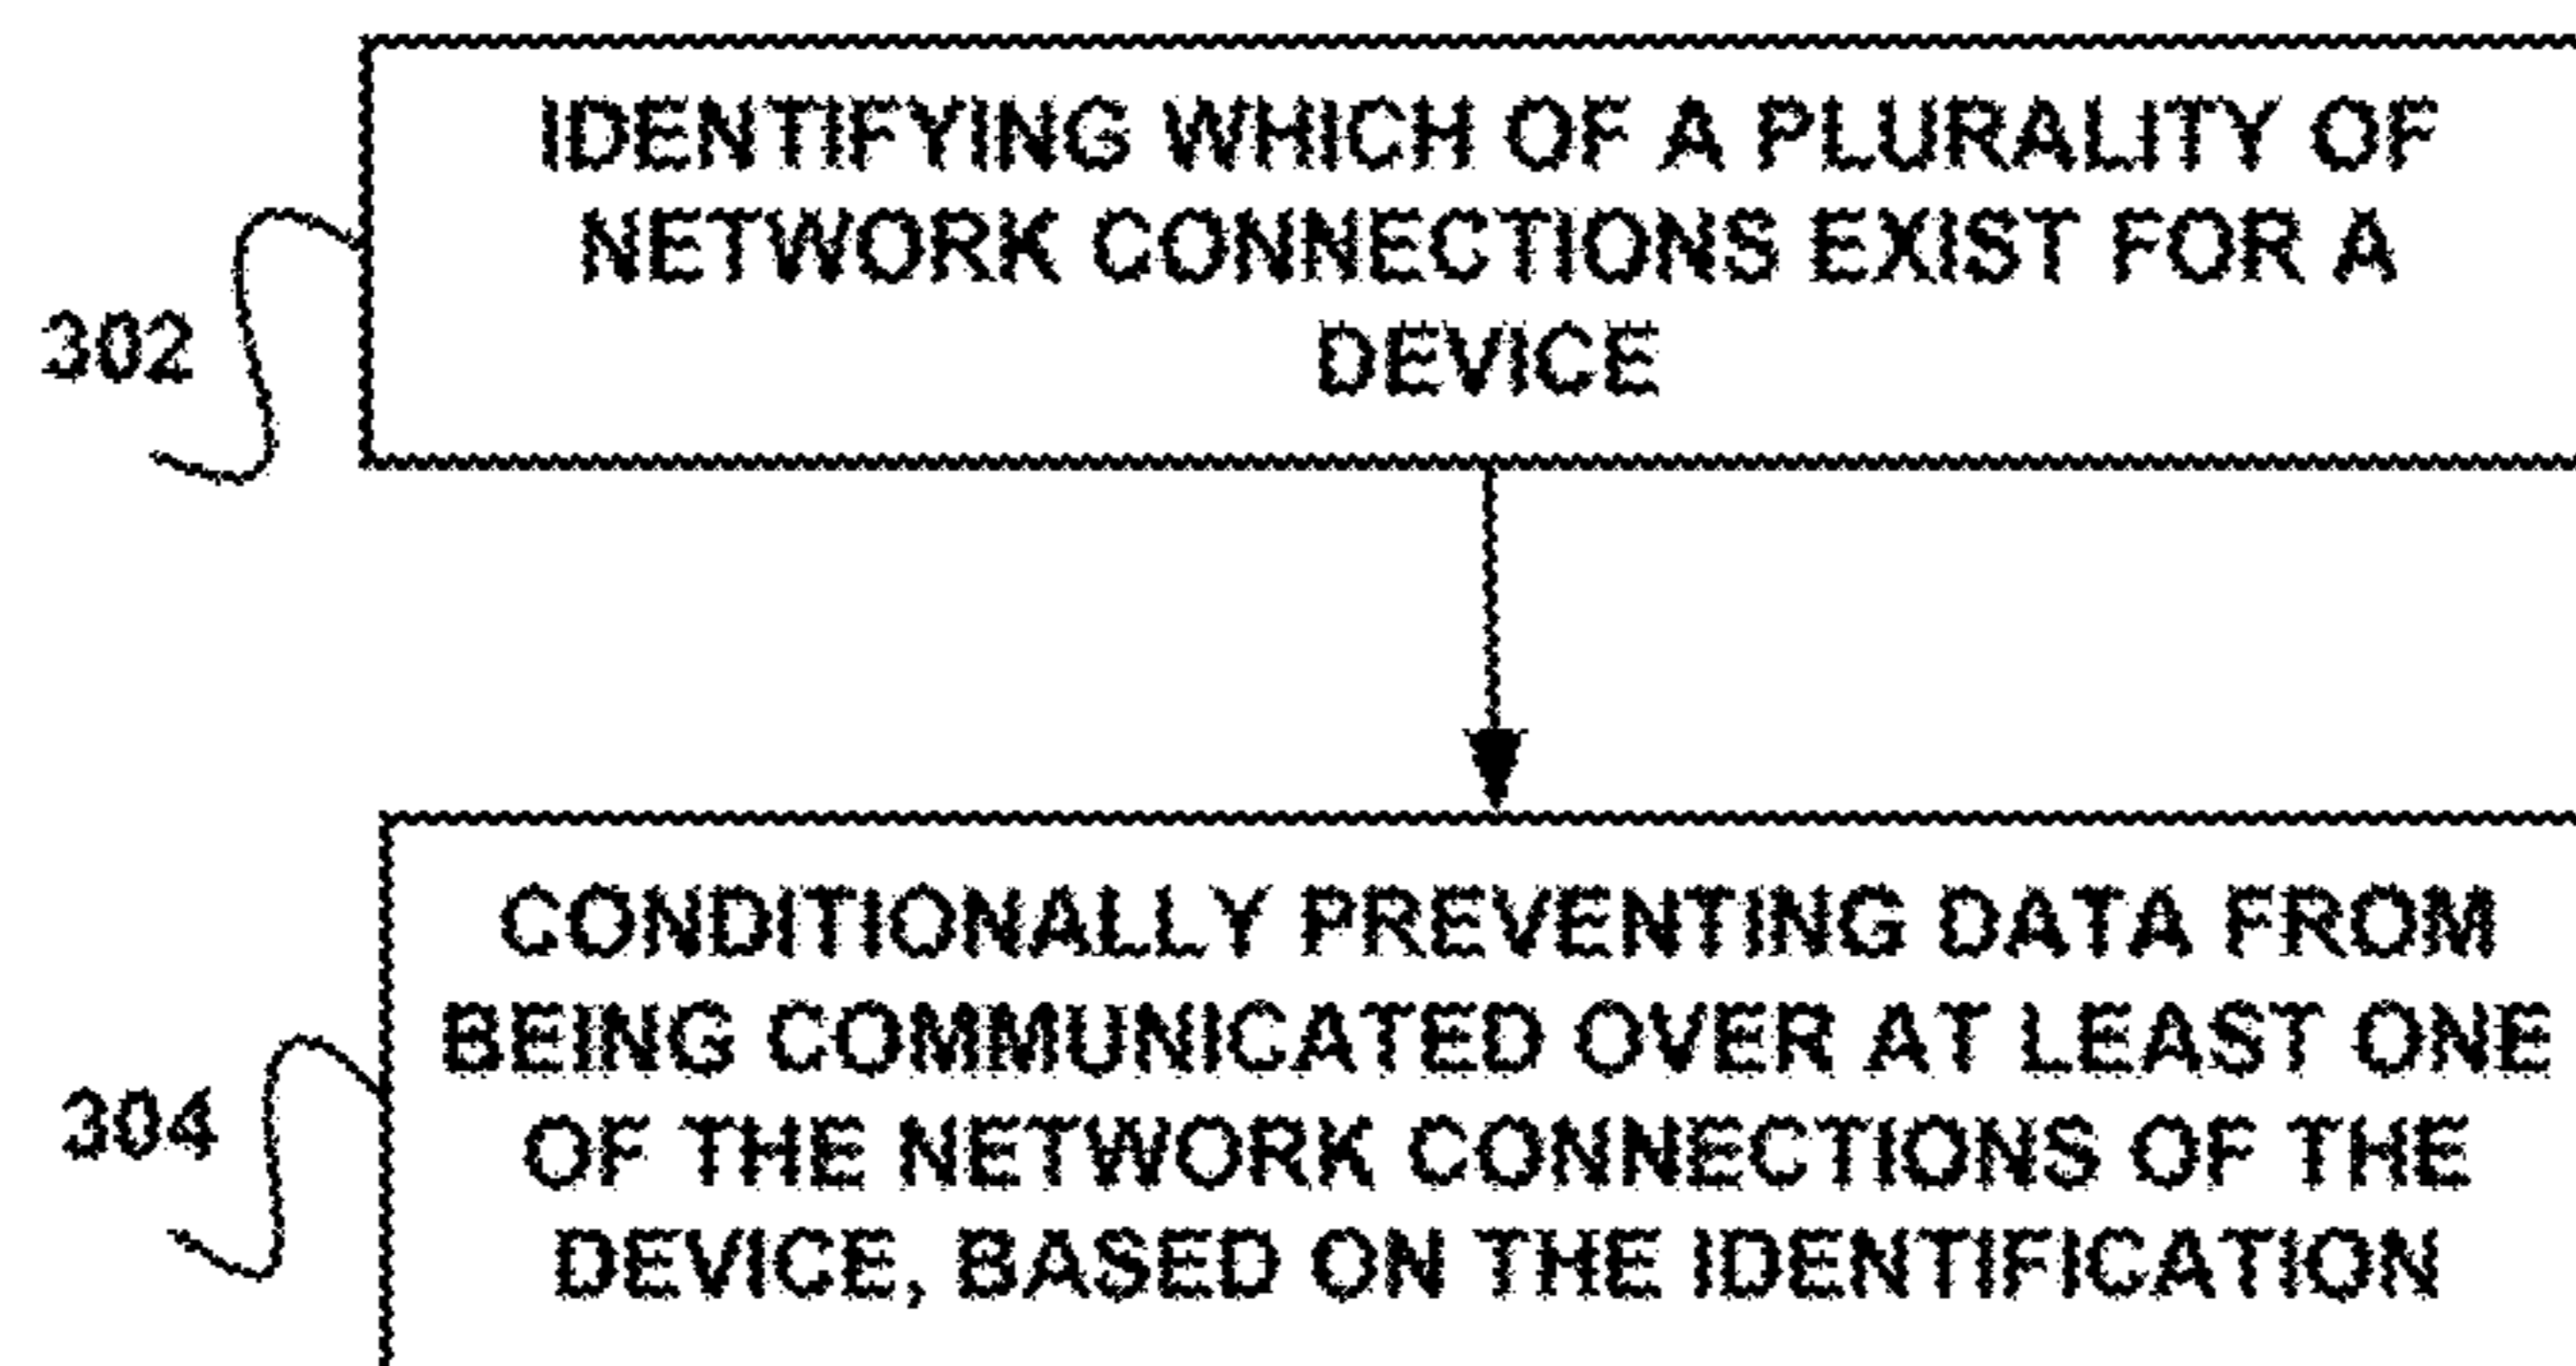 IDENTIFYING WHICH OF A PLURALITY OF
NETWORK CONNECTIONS EXIST FOR A
DEVICE
302
CONDITIONALLY PREVENTING DATA FROM
BEING COMMUNICATED OVER AT LEAST ONE
OF THE NETWORK CONNECTIONS OF THE
DEVICE, BASED ON THE IDENTIFICATION
304